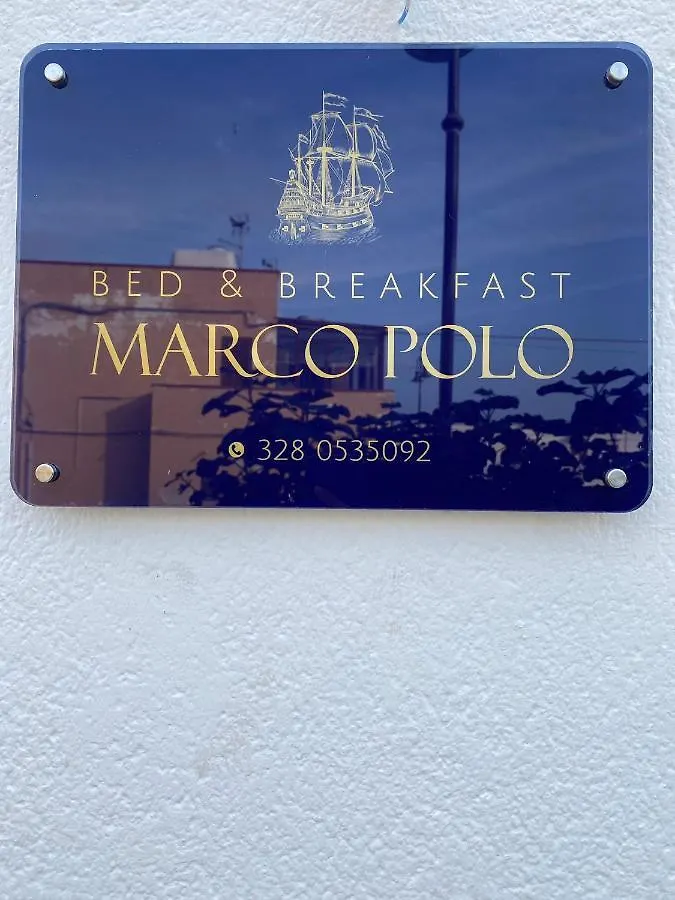 BED & BREAKFAST
MARCO POLO
328 0535092